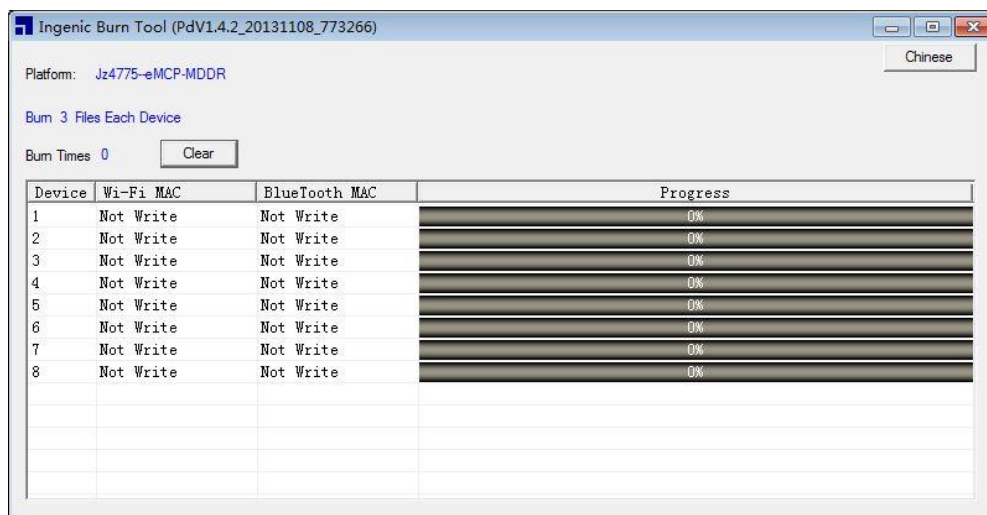 Ingenic Burn Tool (PdV1.4.2_20131108_773266)
Chinese
Platform: Jz4775--eMCP-MDDR
Burn 3 Files Each Device
Burn Times 0 Clear
Device Wi-Fi MAC BlueTooth MAC Progress
1 Not Write Not Write 0%
2 Not Write Not Write 0%
3 Not Write Not Write 0%
4 Not Write Not Write 0%
5 Not Write Not Write 0%
6 Not Write Not Write 0%
7 Not Write Not Write 0%
8 Not Write Not Write 0%